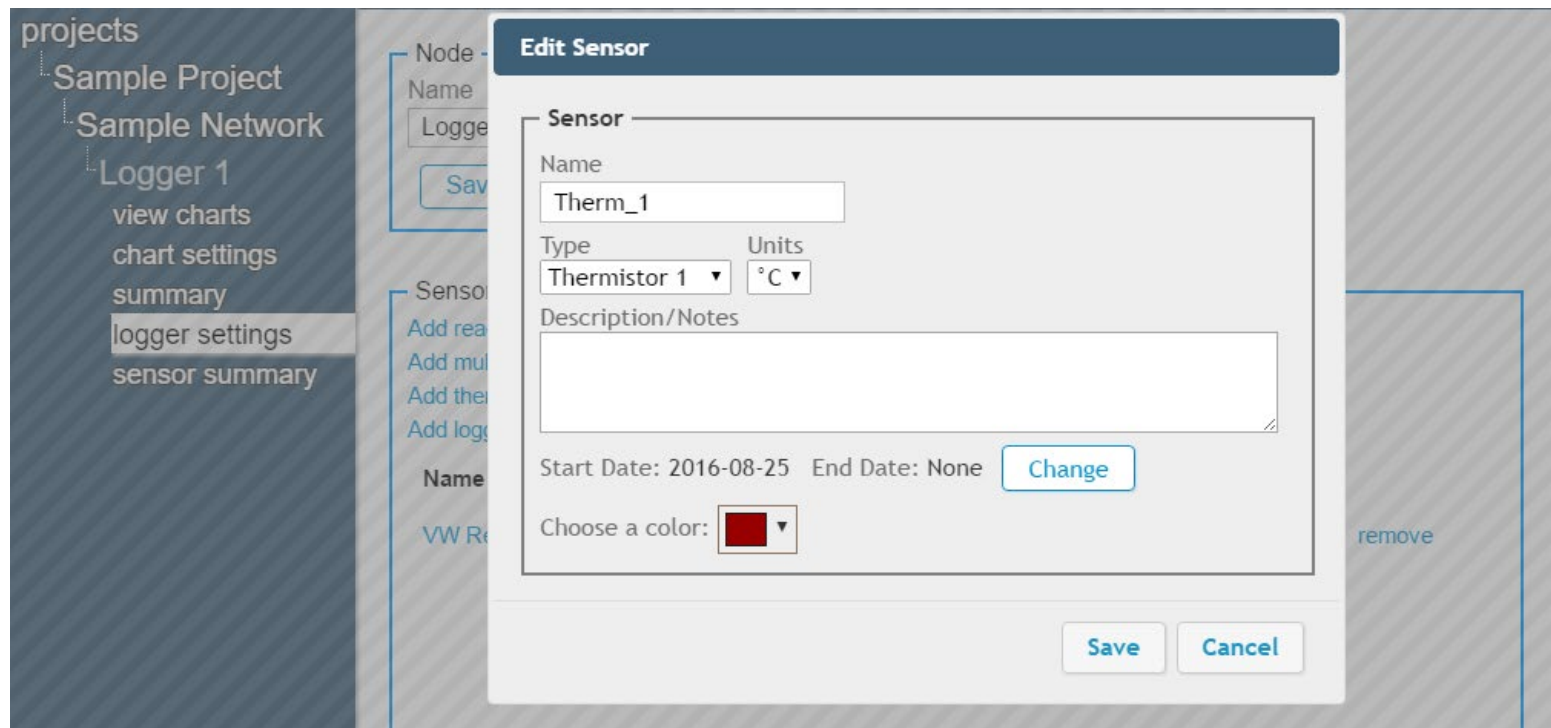 projects
Sample Project
Sample Network
Logger 1
view charts
chart settings
summary
logger settings
sensor summary
Node
Name
Logge
Sav
Senso
Add rea
Add mul
Add the
Add logg
Name
VW Re
remove
Edit Sensor
Sensor
Name
Therm_1
Type Units
Thermistor 1 °C
Description/Notes
Start Date: 2016-08-25 End Date: None Change
Choose a color:
Save Cancel